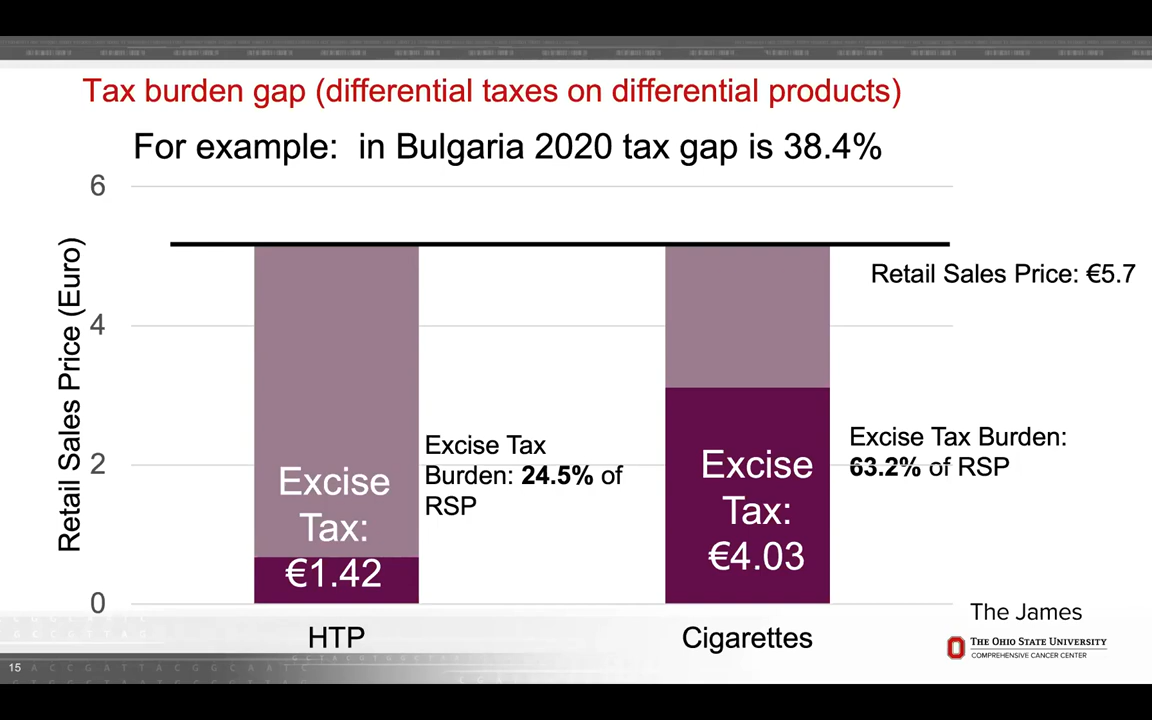 Tax burden gap (differential taxes on differential products)
For example: in Bulgaria 2020 tax gap is 38.4%
6
Retail Sales Price: €5.7
4
Retail Sales Price (Euro)
Excise Tax
Burden: 24.5% of
RSP
Excise Tax Burden:
63.2% of RSP
2
Excise
Tax:
€1.42
Excise
Tax:
€4.03
0
HTP
Cigarettes
The James
THE OHIO STATE UNIVERSITY
COMPREHENSIVE CANCER CENTER
15